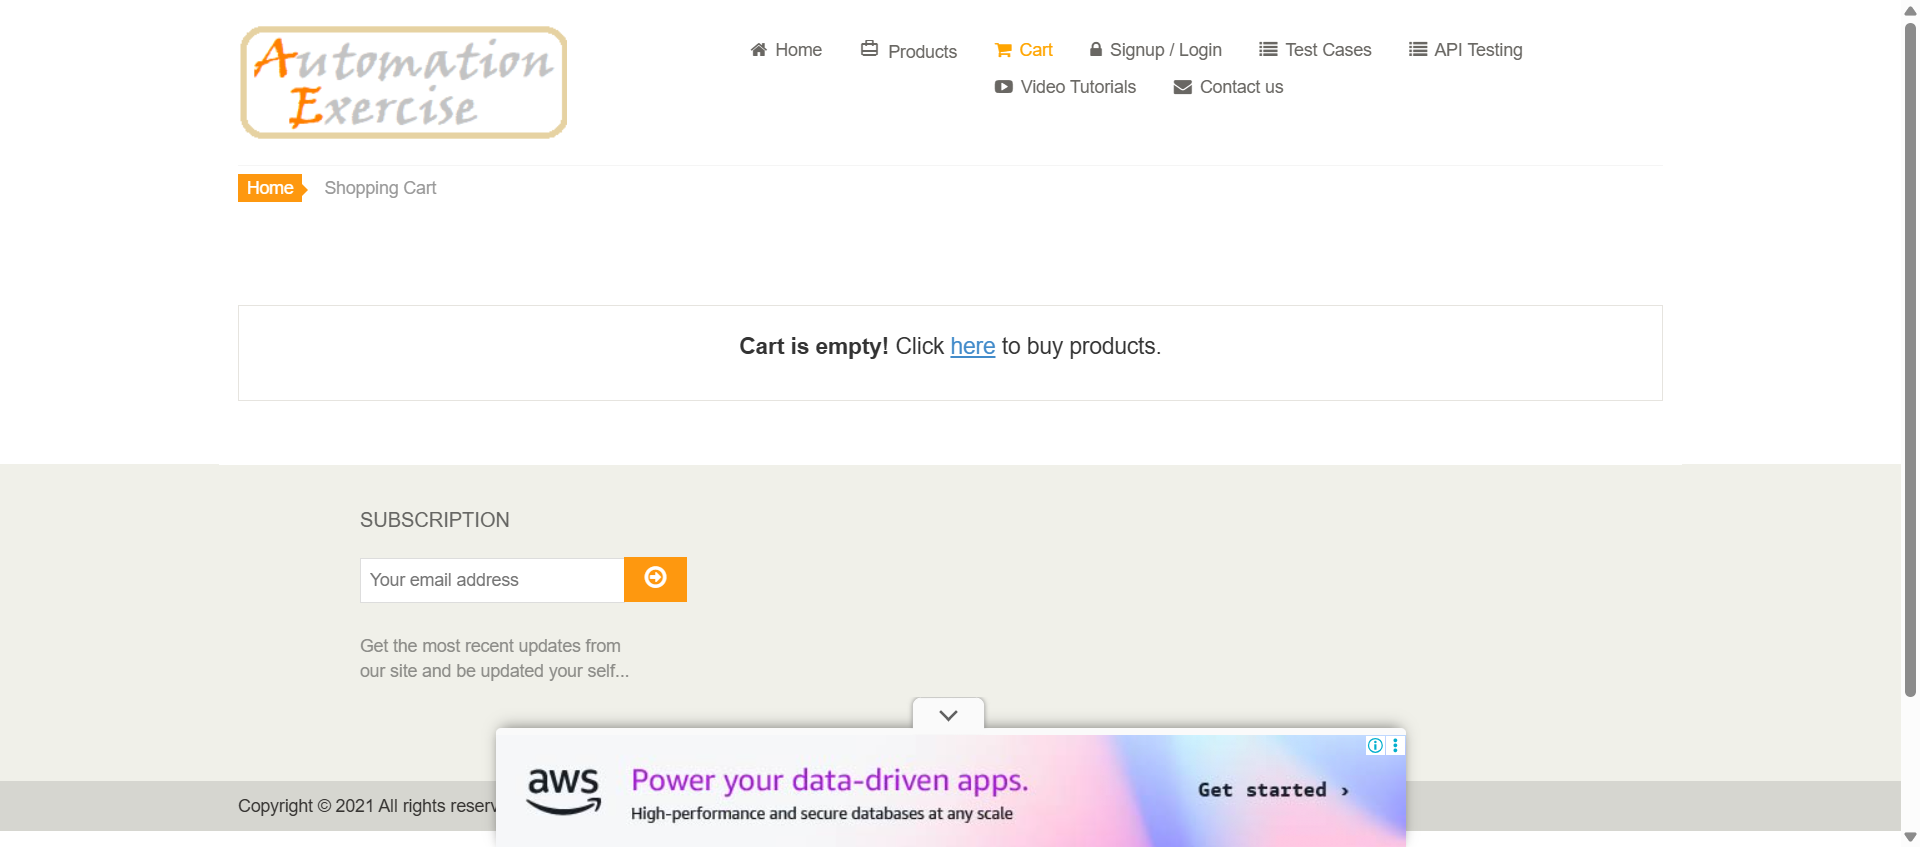 Automation
Exercise
Home
Products
Cart
Signup / Login
Test Cases
API Testing
Video Tutorials
Contact us
Home
Shopping Cart
Cart is empty! Click here to buy products.
SUBSCRIPTION
Your email address
Get the most recent updates from
our site and be updated your self...
aws
Power your data-driven apps.
High-performance and secure databases at any scale
Get started ›
Copyright © 2021 All rights reserv